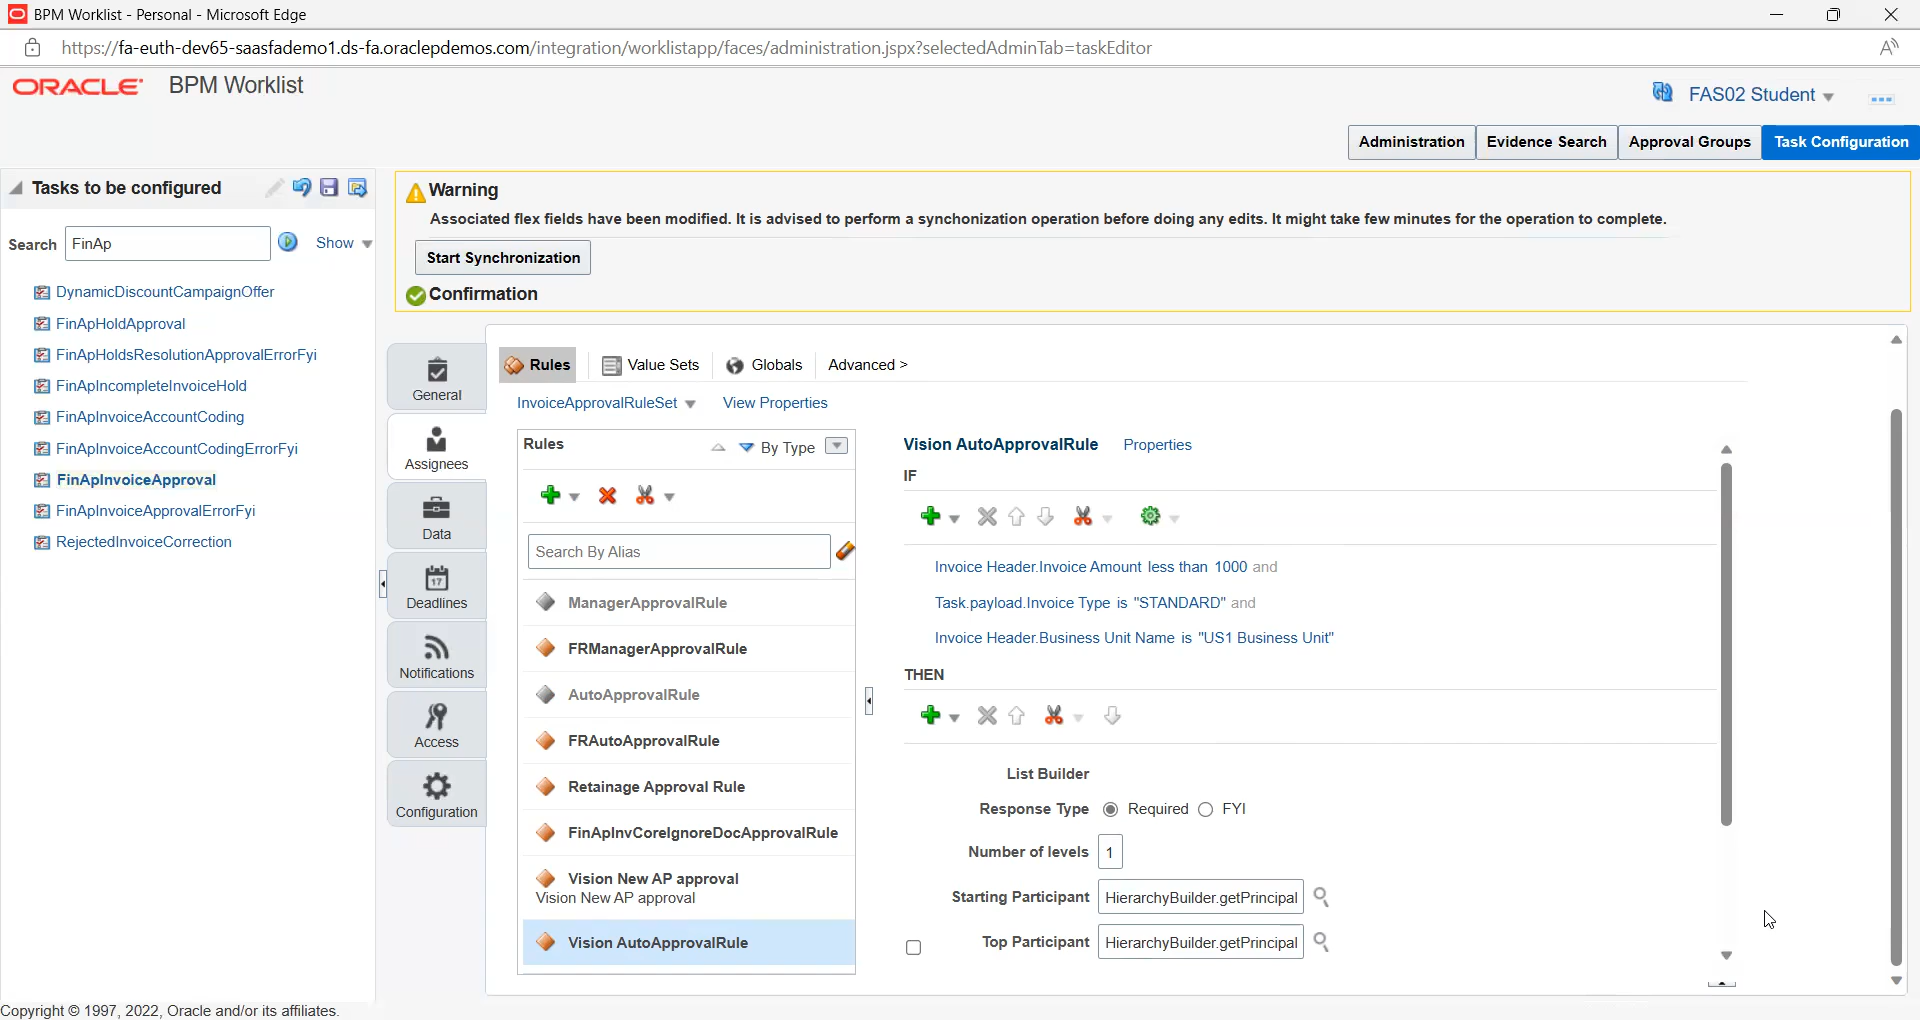 BPM Worklist - Personal - Microsoft Edge
https://fa-euth-dev65-saasfademo1.ds-fa.oraclepdemos.com/integration/worklistapp/faces/administration.jspx?selectedAdminTab=taskEditor
ORACLE BPM Worklist
FAS02 Student
Administration Evidence Search Approval Groups Task Configuration
Tasks to be configured
Search FinAp Show
DynamicDiscountCampaignOffer
FinApHoldApproval
FinApHoldsResolutionApprovalErrorFyi
FinApIncompleteInvoiceHold
FinApInvoiceAccountCoding
FinApInvoiceAccountCodingErrorFyi
FinApInvoiceApproval
FinApInvoiceApprovalErrorFyi
RejectedInvoiceCorrection
Warning
Associated flex fields have been modified. It is advised to perform a synchonization operation before doing any edits. It might take few minutes for the operation to complete.
Start Synchronization
Confirmation
General
Assignees
Data
17
Deadlines
Notifications
Access
Configuration
Rules Value Sets Globals Advanced >
InvoiceApprovalRuleSet View Properties
Rules By Type
Search By Alias
ManagerApprovalRule
FRManagerApprovalRule
AutoApprovalRule
FRAutoApprovalRule
Retainage Approval Rule
FinApInvCoreIgnoreDocApprovalRule
Vision New AP approval
Vision New AP approval
Vision AutoApprovalRule
Vision AutoApprovalRule Properties
IF
Invoice Header.Invoice Amount less than 1000 and
Task.payload.Invoice Type is "STANDARD" and
Invoice Header.Business Unit Name is "US1 Business Unit"
THEN
List Builder
Response Type Required FYI
Number of levels 1
Starting Participant HierarchyBuilder.getPrincipal
Top Participant HierarchyBuilder.getPrincipal
Copyright © 1997, 2022, Oracle and/or its affiliates.